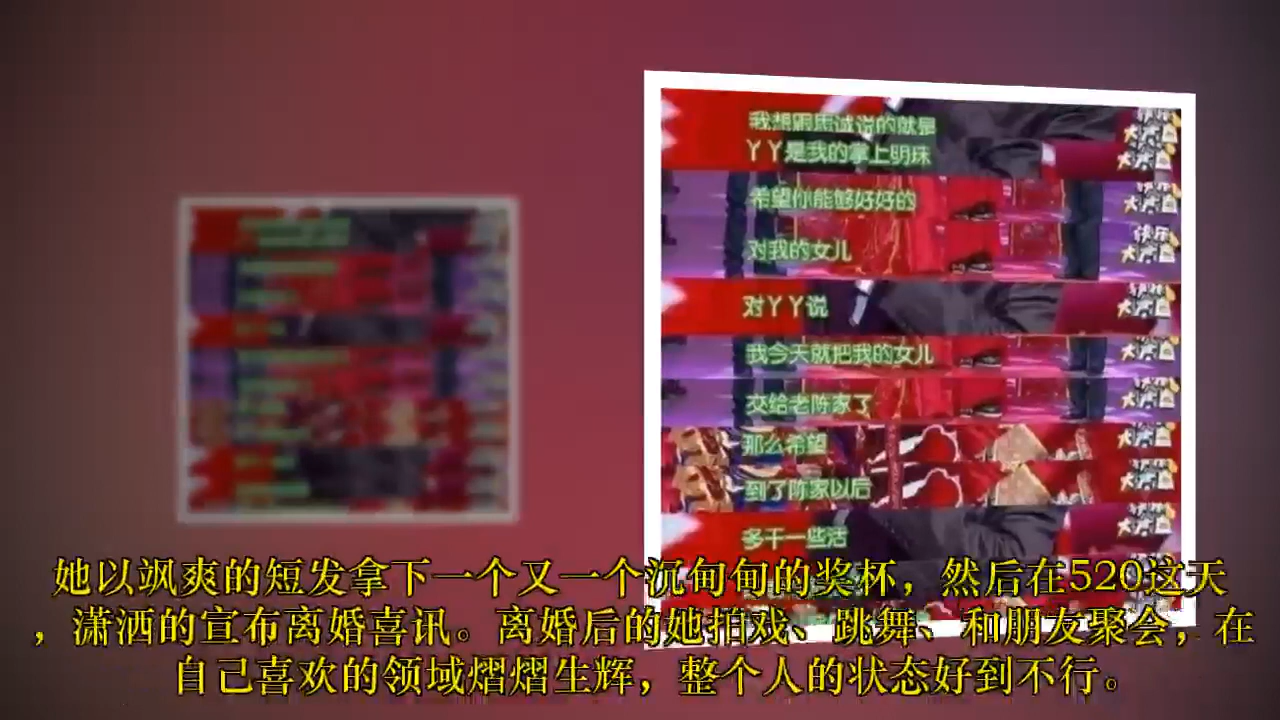 我想跟思诚说的就是
丫丫是我的掌上明珠
希望你能够好好的
对我的女儿
对丫丫说
我今天就把我的女儿
交给老陈家了
那么希望
到了陈家以后
多干一些活
她以飒爽的短发拿下一个又一个沉甸甸的奖杯，然后在520这天
，潇洒的宣布离婚喜讯。离婚后的她拍戏、跳舞、和朋友聚会，在
自己喜欢的领域熠熠生辉，整个人的状态好到不行。